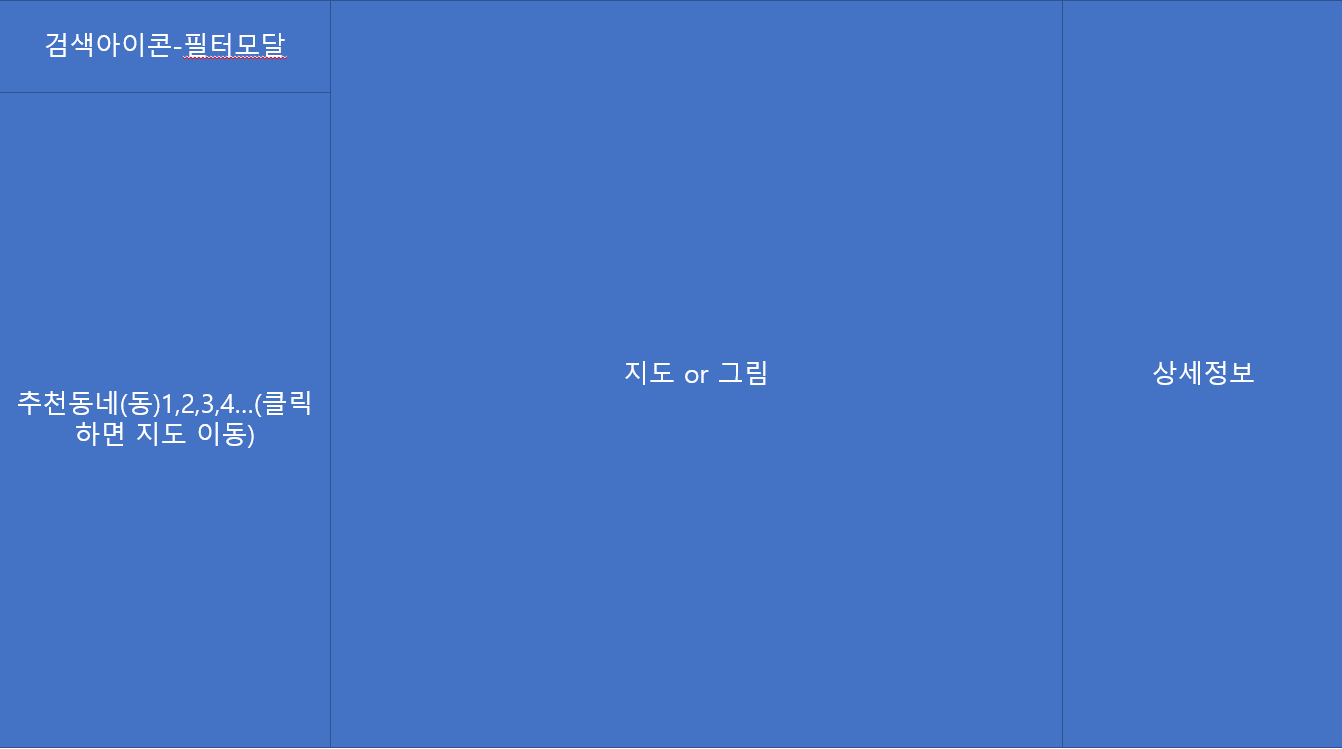 검색아이콘-필터모달
추천동네(동)1,2,3,4...(클릭
하면 지도 이동)
지도 or 그림
상세정보